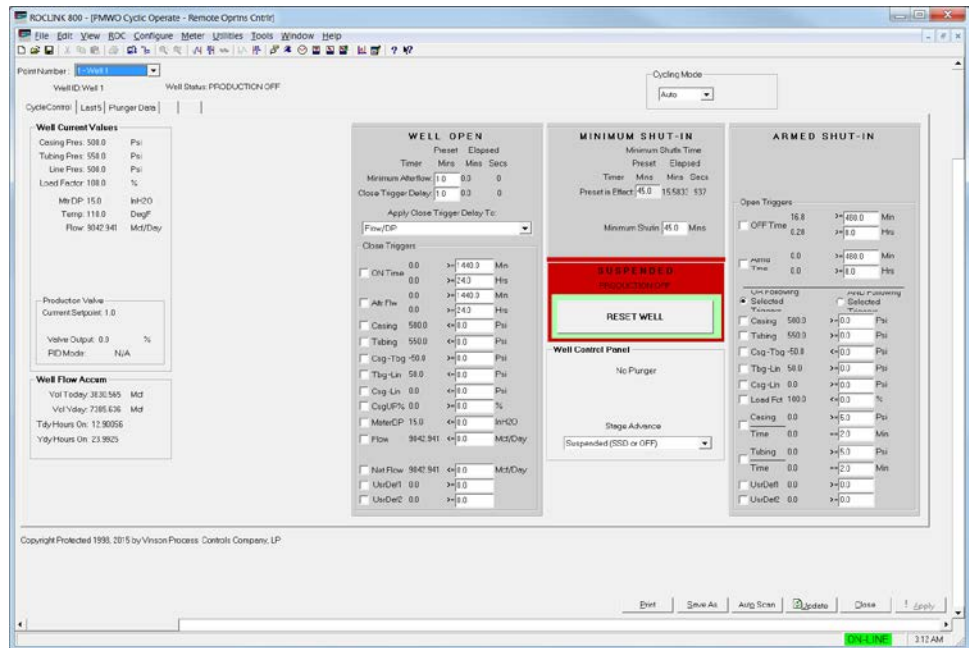 ROCLINK 800 - [PMWO Cyclic Operate - Remote Oprtns Cntrlr]
File Edit View ROC Configure Meter Utilities Tools Window Help
Point Number: 1 - Well 1
Well ID: Well 1 Well Status: PRODUCTION OFF
Cycling Mode
Auto
CycleControl Last5 Plunger Data
Well Current Values
Casing Pres: 500.0 Psi
Tubing Pres: 550.0 Psi
Line Pres: 500.0 Psi
Load Factor: 100.0 %
Mtr DP: 15.0 InH2O
Temp: 110.0 DegF
Flow: 9042.941 Mcf/Day
Production Valve
Current Setpoint: 1.0
Valve Output: 0.0 %
PID Mode: N/A
Well Flow Accum
Vol Today: 3830.565 Mcf
Vol Yday: 7385.636 Mcf
Tdy Hours On: 12.90056
Ydy Hours On: 23.9925
WELL OPEN
Preset Elapsed
Timer Mins Mins Secs
Minimum Afterflow: 1.0 0.0 0
Close Trigger Delay: 1.0 0.0 0
Apply Close Trigger Delay To:
Flow/DP
Close Triggers
ON Time 0.0 >= 1440.0 Min
0.0 >= 24.0 Hrs
Aft Flw 0.0 >= 1440.0 Min
0.0 >= 24.0 Hrs
Casing 500.0 <= 0.0 Psi
Tubing 550.0 <= 0.0 Psi
Csg-Tbg -50.0 >= 0.0 Psi
Tbg-Lin 50.0 <= 0.0 Psi
Csg-Lin 0.0 <= 0.0 Psi
CsgUP% 0.0 >= 0.0 %
MeterDP 15.0 <= 0.0 InH2O
Flow 9042.941 <= 0.0 Mcf/Day
Net Flow 9042.941 <= 0.0 Mcf/Day
UsrDef1 0.0 >= 0.0
UsrDef2 0.0 >= 0.0
MINIMUM SHUT-IN
Minimum ShutIn Time
Preset Elapsed
Timer Mins Mins Secs
Preset in Effect: 45.0 537
Minimum ShutIn 45.0 Mins
SUSPENDED
PRODUCTION OFF
RESET WELL
Well Control Panel
No Plunger
Stage Advance
Suspended (SSD or OFF)
ARMED SHUT-IN
Open Triggers
OFF Time 16.8 >= 480.0 Min
0.28 >= 8.0 Hrs
Armd Time 0.0 >= 480.0 Min
0.0 >= 8.0 Hrs
OR Following AND Following
Selected Selected
Triggers Triggers
Casing 500.0 >= 0.0 Psi
Tubing 550.0 >= 0.0 Psi
Csg-Tbg -50.0 <= 0.0 Psi
Tbg-Lin 50.0 >= 0.0 Psi
Csg-Lin 0.0 >= 0.0 Psi
Load Fct 100.0 <= 0.0 %
Casing 0.0 >= 5.0 Psi
Time 0.0 == 2.0 Min
Tubing 0.0 >= 5.0 Psi
Time 0.0 == 2.0 Min
UsrDef1 0.0 >= 0.0
UsrDef2 0.0 >= 0.0
Copyright Protected 1998, 2015 by Vinson Process Controls Company, LP
Print Save As Auto Scan Update Close ! Apply
ON-LINE 3:12 AM